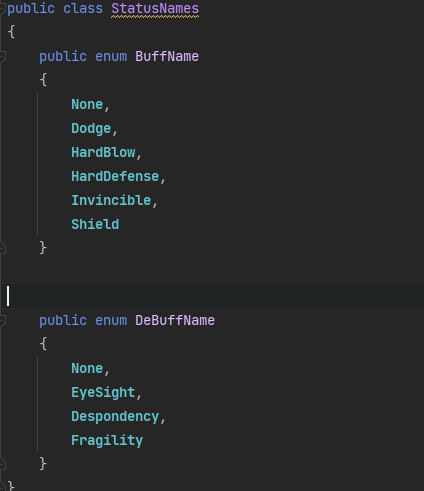 public class StatusNames
{
public enum BuffName
{
None,
Dodge,
HardBlow,
HardDefense,
Invincible,
Shield
}
public enum DeBuffName
{
None,
EyeSight,
Despondency,
Fragility
}
}